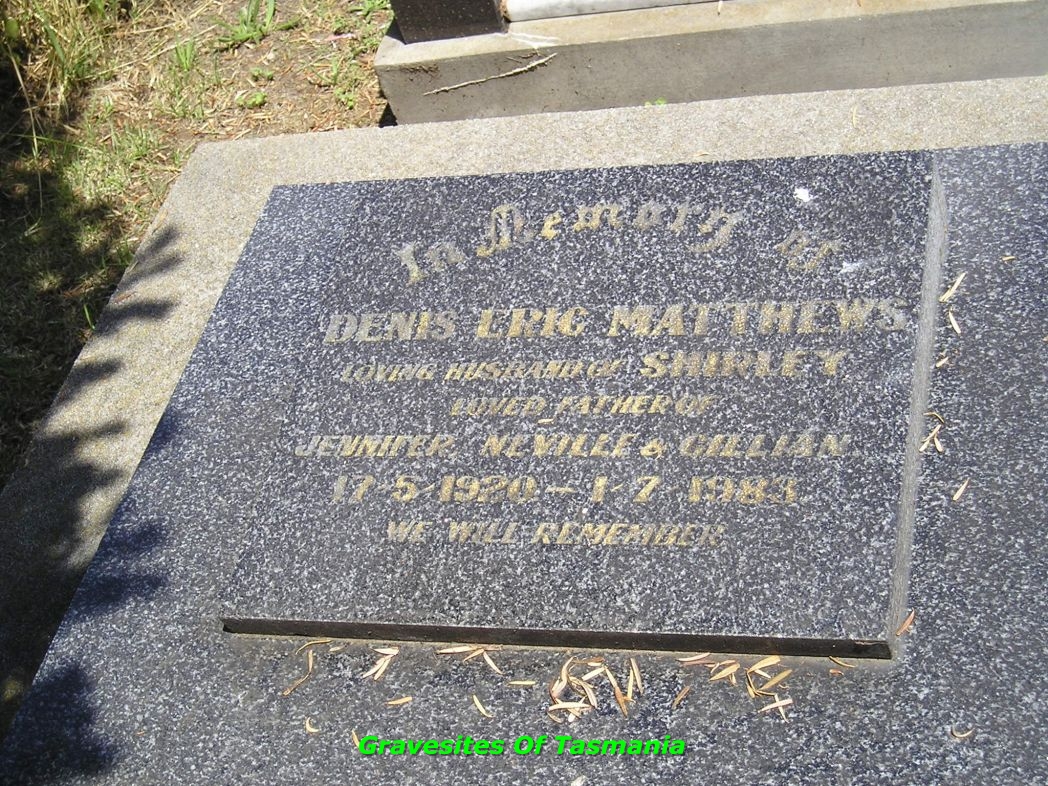 In Memory of
DENIS ERIC MATTHEWS
LOVING HUSBAND OF SHIRLEY
LOVED FATHER OF
JENNIFER, NEVILLE & GILLIAN
17-5-1920 - 1-7-1983
WE WILL REMEMBER
Gravesites Of Tasmania